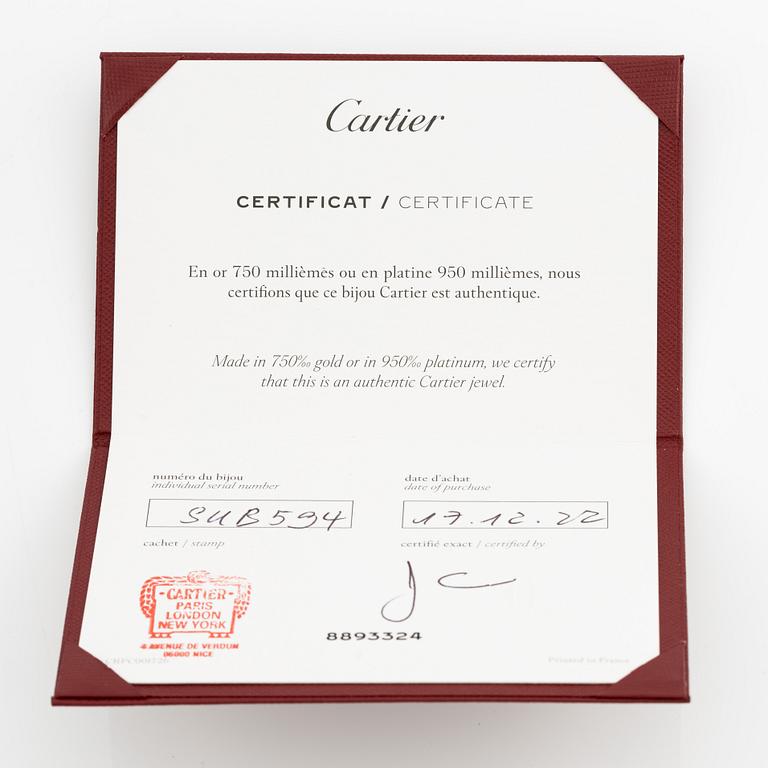 Cartier
CERTIFICAT / CERTIFICATE
En or 750 millièmes ou en platine 950 millièmes, nous
certifions que ce bijou Cartier est authentique.
Made in 750‰ gold or in 950‰ platinum, we certify
that this is an authentic Cartier jewel.
numéro du bijou
individual serial number
SUB594
cachet / stamp
date d'achat
date of purchase
17.12.22
certifié exact / certified by
JC
CARTIER
PARIS
LONDON
NEW YORK
4 AVENUE DE VERDUN
06000 NICE
8893324
Printed in France